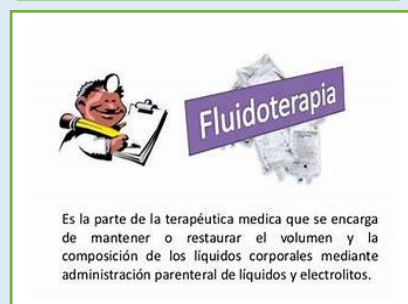 Fluidoterapia
Es la parte de la terapéutica medica que se encarga
de mantener o restaurar el volumen y la
composición de los líquidos corporales mediante
administración parenteral de líquidos y electrolitos.